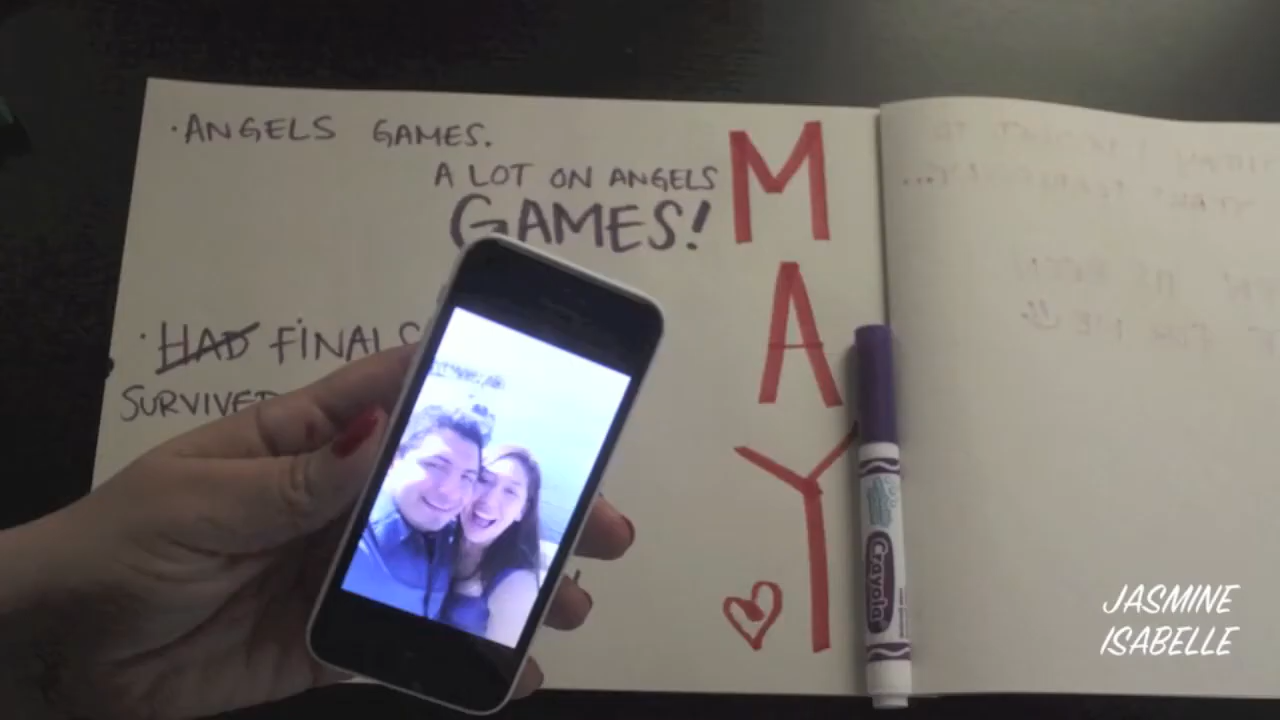 ·ANGELS GAMES.
A LOT ON ANGELS
GAMES!
MAY
·HAD FINALS
SURVIVED
Crayola
JASMINE
ISABELLE